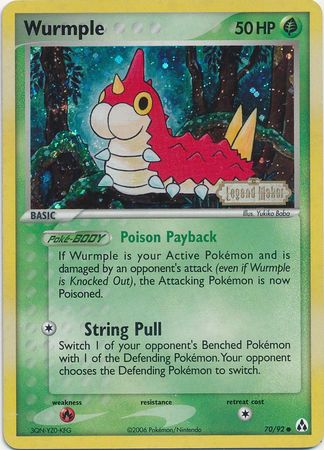 Wurmple
50 HP
Legend Maker
Illus. Yukiko Baba
BASIC
Poké-BODY Poison Payback
If Wurmple is your Active Pokémon and is
damaged by an opponent's attack (even if Wurmple
is Knocked Out), the Attacking Pokémon is now
Poisoned.
String Pull
Switch 1 of your opponent's Benched Pokémon
with 1 of the Defending Pokémon. Your opponent
chooses the Defending Pokémon to switch.
weakness resistance retreat cost
3QN-YZ0-KFG ©2006 Pokémon/Nintendo 70/92 ●